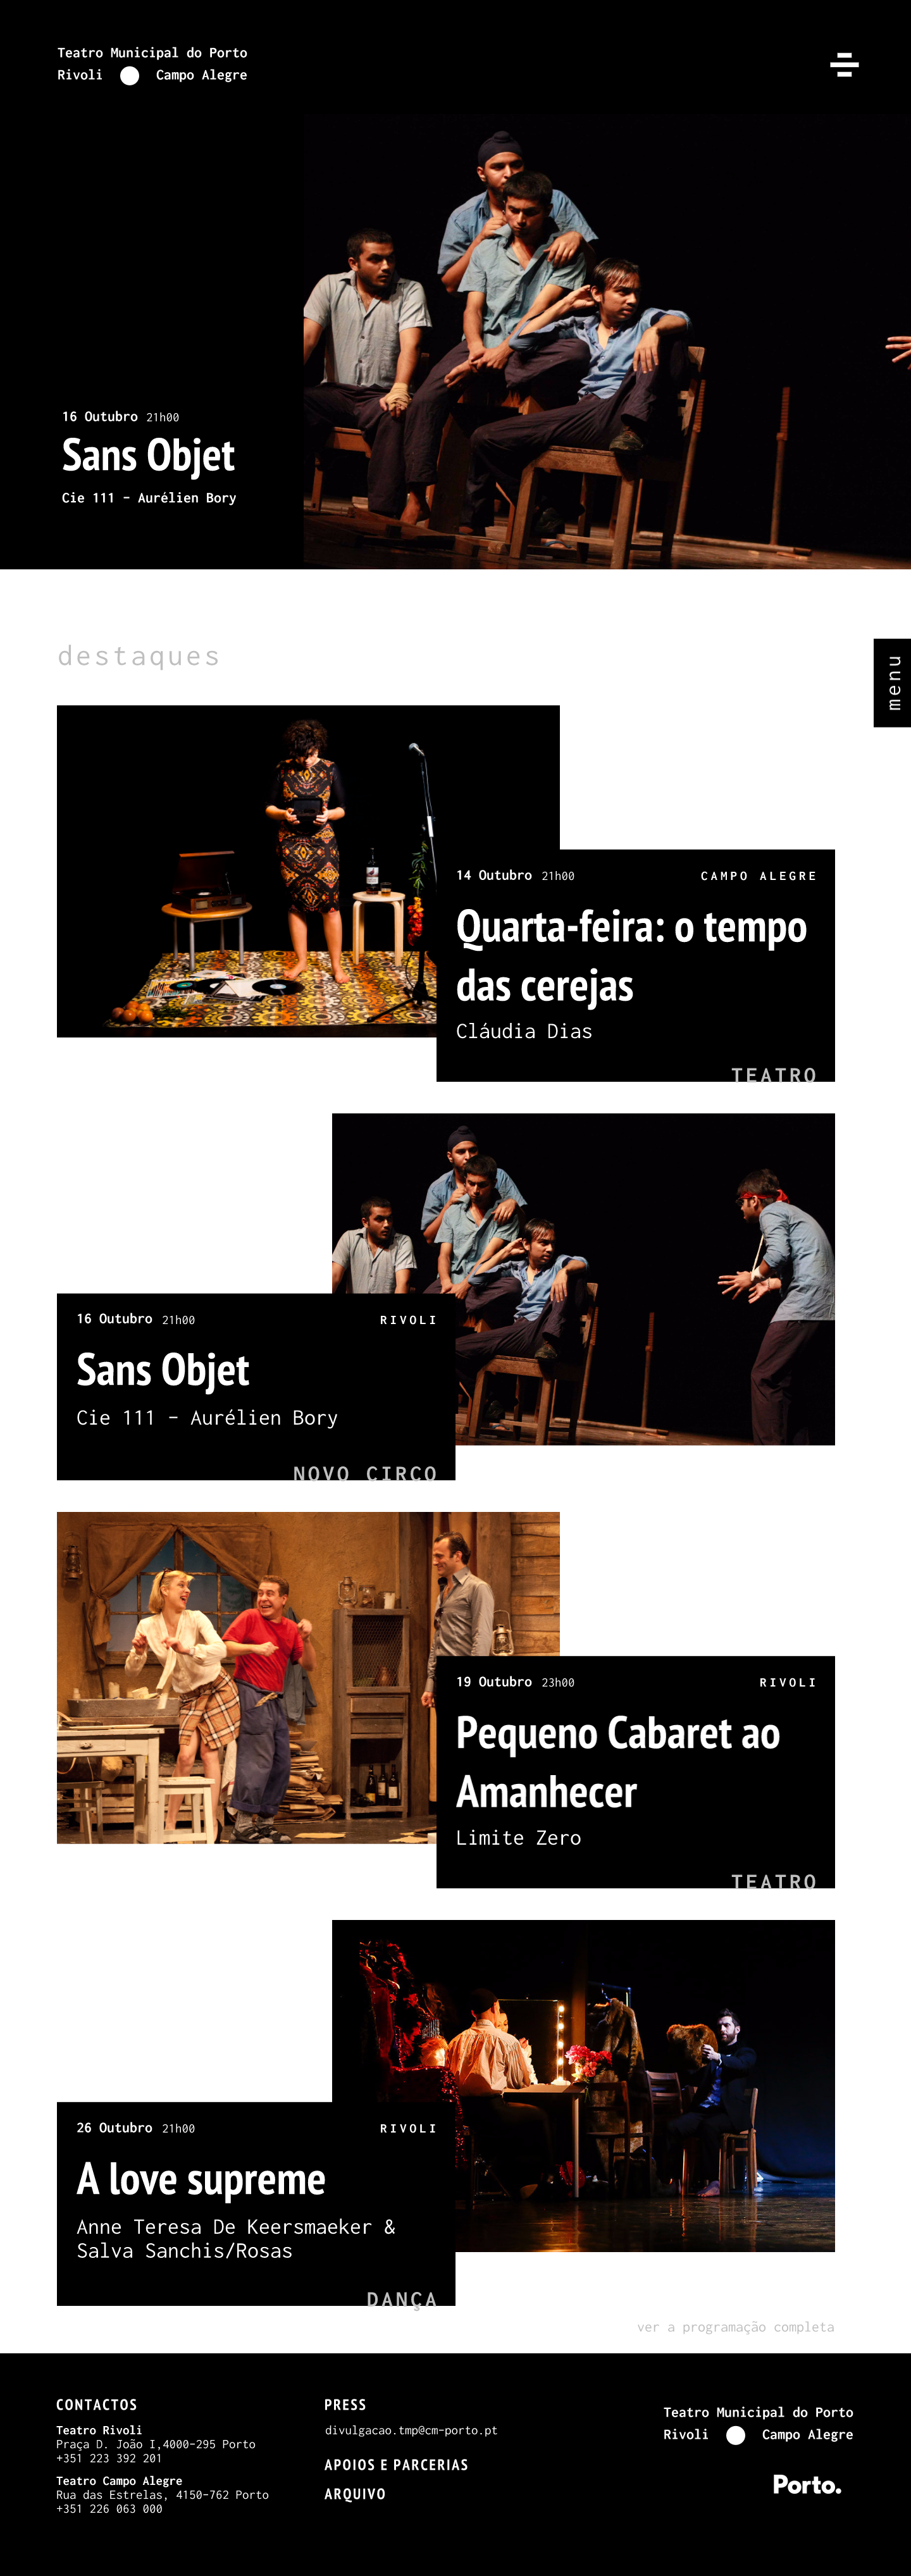 Teatro Municipal do Porto
Rivoli Campo Alegre
16 Outubro 21h00
Sans Objet
Cie 111 – Aurélien Bory
destaques
menu
14 Outubro 21h00 CAMPO ALEGRE
Quarta-feira: o tempo
das cerejas
Cláudia Dias
TEATRO
16 Outubro 21h00 RIVOLI
Sans Objet
Cie 111 – Aurélien Bory
NOVO CIRCO
19 Outubro 23h00 RIVOLI
Pequeno Cabaret ao
Amanhecer
Limite Zero
TEATRO
26 Outubro 21h00 RIVOLI
A love supreme
Anne Teresa De Keersmaeker &
Salva Sanchis/Rosas
DANÇA
ver a programação completa
CONTACTOS
Teatro Rivoli
Praça D. João I,4000-295 Porto
+351 223 392 201
Teatro Campo Alegre
Rua das Estrelas, 4150-762 Porto
+351 226 063 000
PRESS
divulgacao.tmp@cm-porto.pt
APOIOS E PARCERIAS
ARQUIVO
Teatro Municipal do Porto
Rivoli Campo Alegre
Porto.